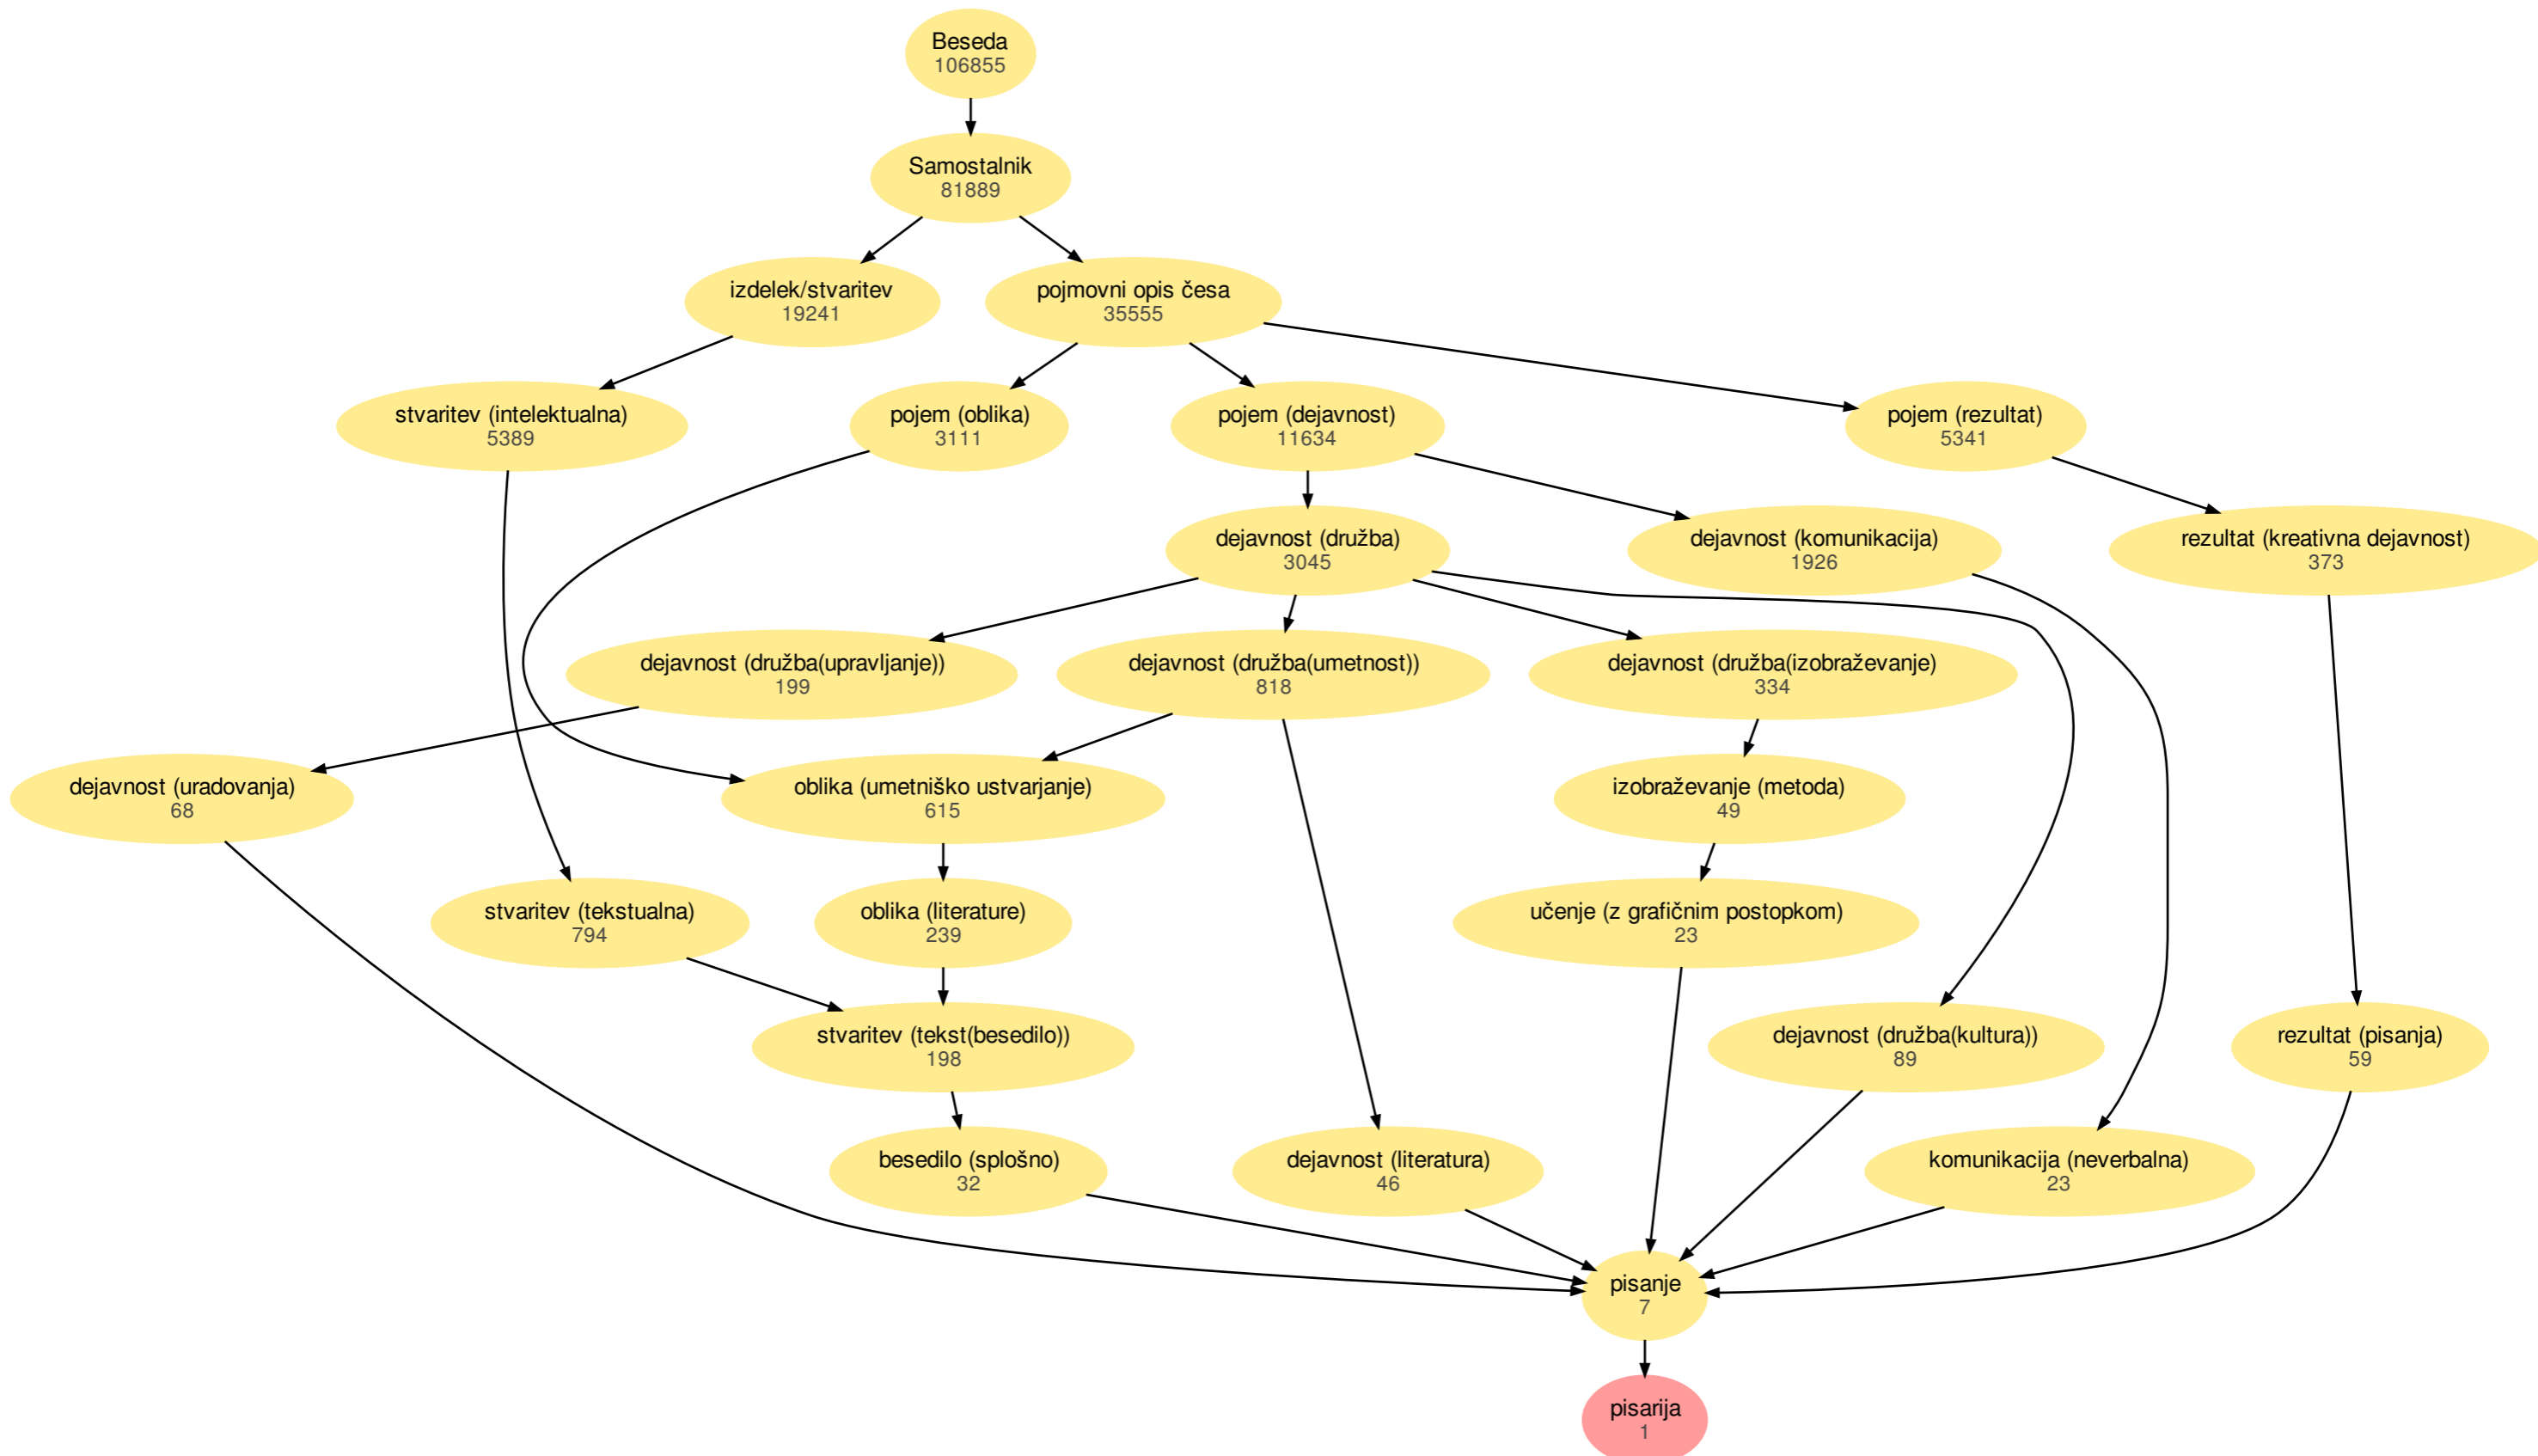 Beseda
106855
Samostalnik
81889
izdelek/stvaritev
19241
pojmovni opis česa
35555
stvaritev (intelektualna)
5389
pojem (oblika)
3111
pojem (dejavnost)
11634
pojem (rezultat)
5341
dejavnost (družba)
3045
dejavnost (komunikacija)
1926
rezultat (kreativna dejavnost)
373
dejavnost (družba(upravljanje))
199
dejavnost (družba(umetnost))
818
dejavnost (družba(izobraževanje)
334
dejavnost (uradovanja)
68
oblika (umetniško ustvarjanje)
615
izobraževanje (metoda)
49
stvaritev (tekstualna)
794
oblika (literature)
239
učenje (z grafičnim postopkom)
23
stvaritev (tekst(besedilo))
198
dejavnost (družba(kultura))
89
rezultat (pisanja)
59
besedilo (splošno)
32
dejavnost (literatura)
46
komunikacija (neverbalna)
23
pisanje
7
pisarija
1